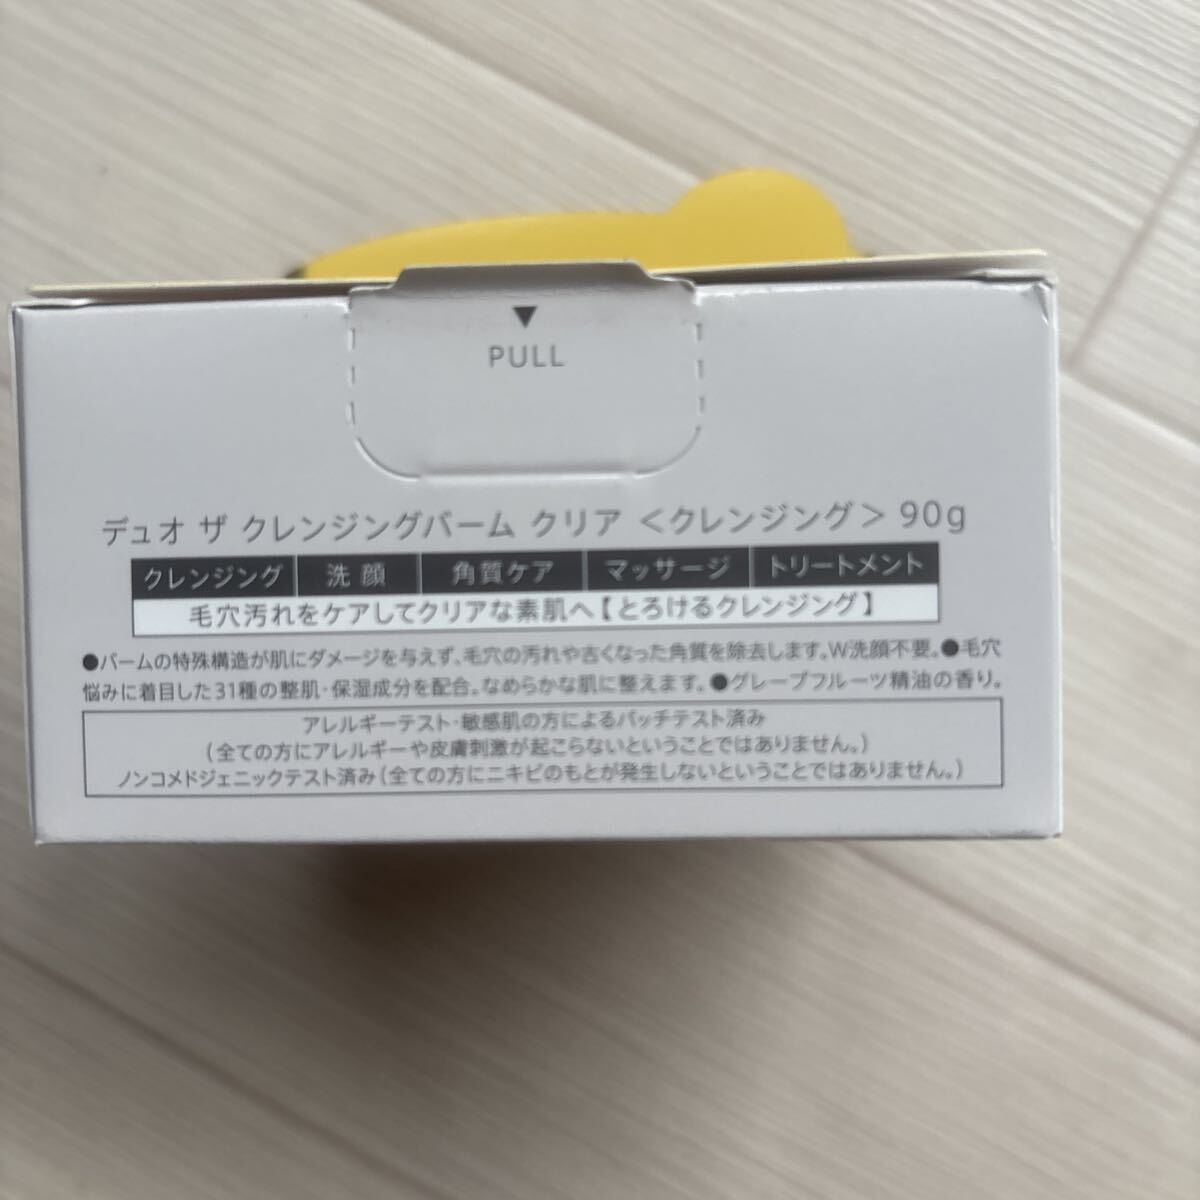 ▼
PULL
デュオ ザ クレンジングバーム クリア <クレンジング> 90g
クレンジング 洗顔 角質ケア マッサージ トリートメント
毛穴汚れをケアしてクリアな素肌へ【とろけるクレンジング】
●バームの特殊構造が肌にダメージを与えず、毛穴の汚れや古くなった角質を除去します。W洗顔不要。●毛穴
悩みに着目した31種の整肌・保湿成分を配合。なめらかな肌に整えます。●グレープフルーツ精油の香り。
アレルギーテスト・敏感肌の方によるパッチテスト済み
(全ての方にアレルギーや皮膚刺激が起こらないということではありません。)
ノンコメドジェニックテスト済み(全ての方にニキビのもとが発生しないということではありません。)